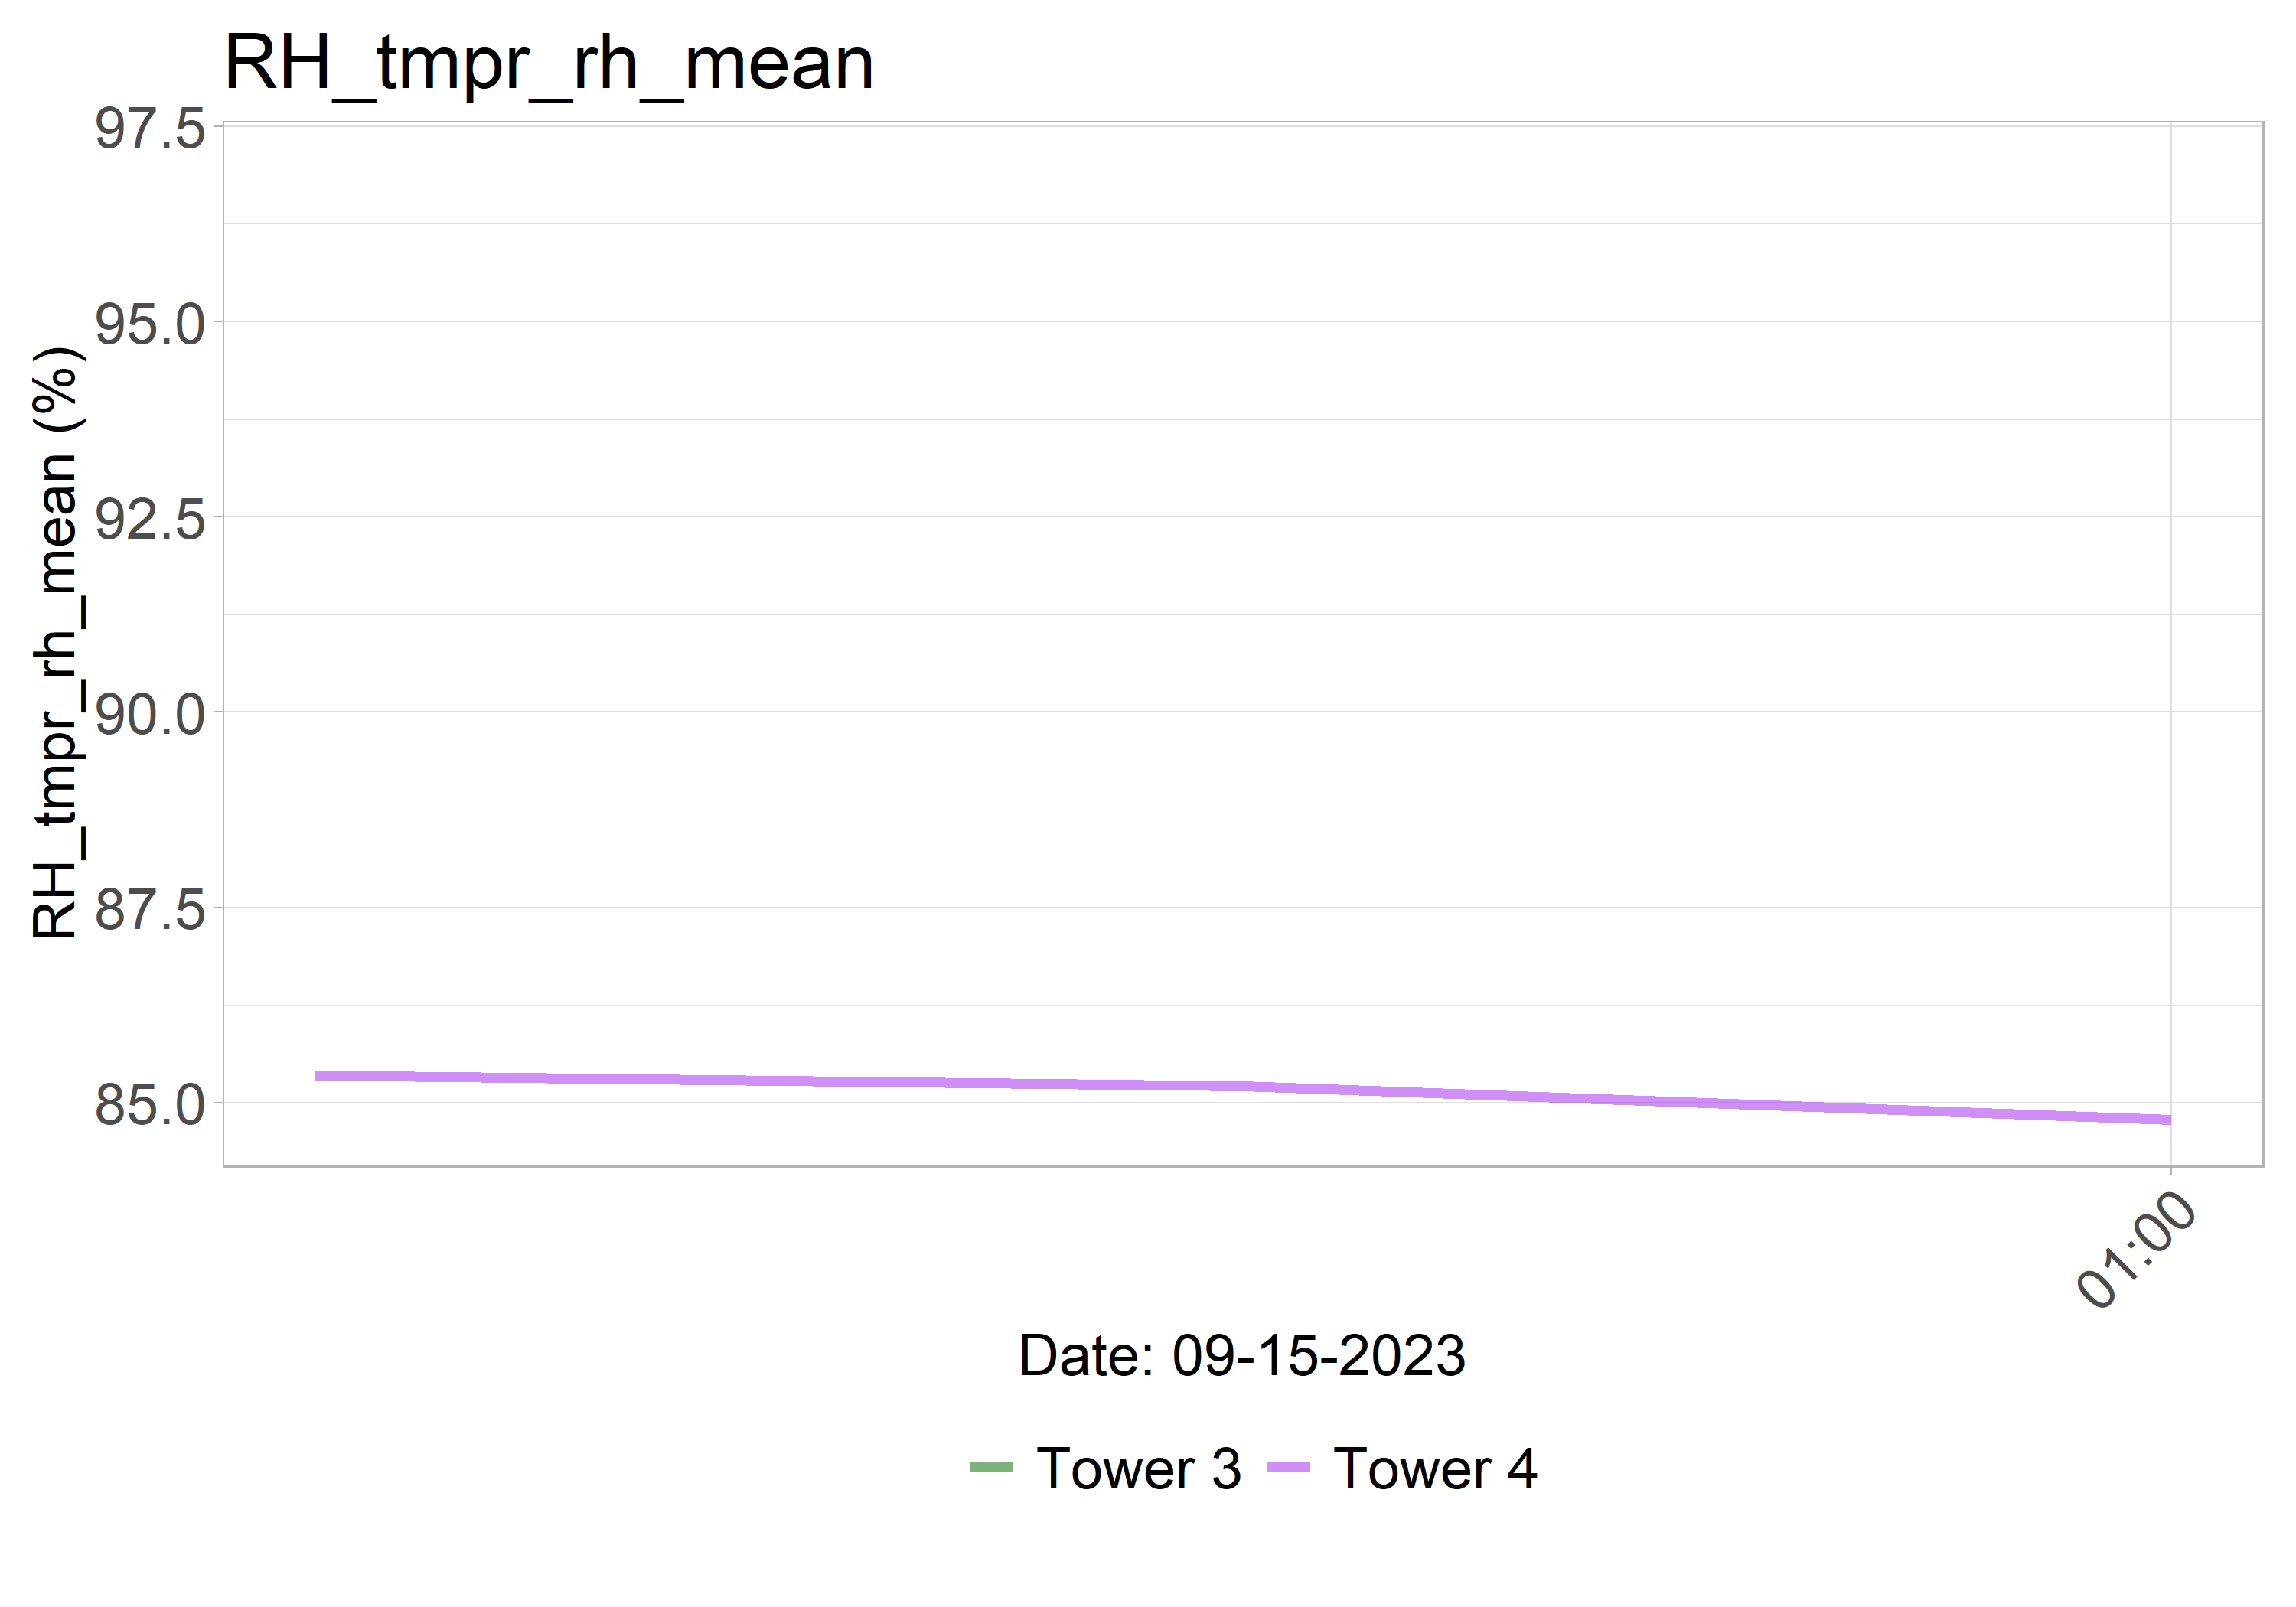 RH_tmpr_rh_mean
RH_tmpr_rh_mean (%)
97.5
95.0
92.5
90.0
87.5
85.0
01:00
Date: 09-15-2023
Tower 3 Tower 4